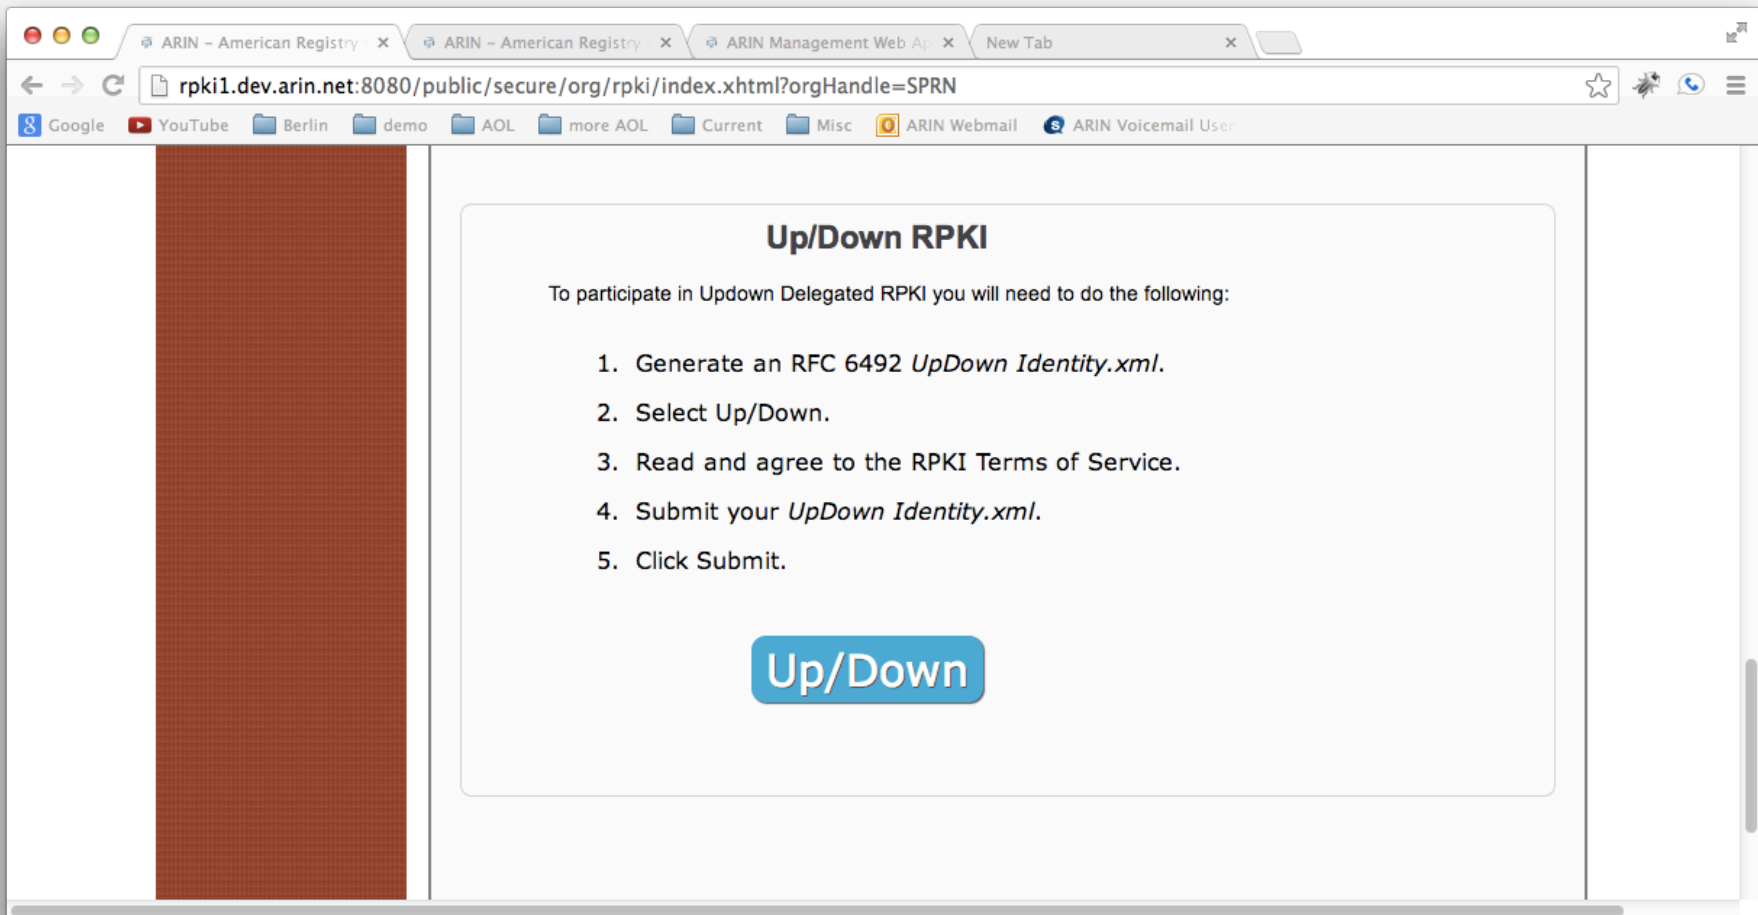 ARIN – American Registry
ARIN – American Registry
ARIN Management Web Ap
New Tab
rpki1.dev.arin.net:8080/public/secure/org/rpki/index.xhtml?orgHandle=SPRN
Google YouTube Berlin demo AOL more AOL Current Misc ARIN Webmail ARIN Voicemail User
Up/Down RPKI
To participate in Updown Delegated RPKI you will need to do the following:
1. Generate an RFC 6492 UpDown Identity.xml.
2. Select Up/Down.
3. Read and agree to the RPKI Terms of Service.
4. Submit your UpDown Identity.xml.
5. Click Submit.
Up/Down